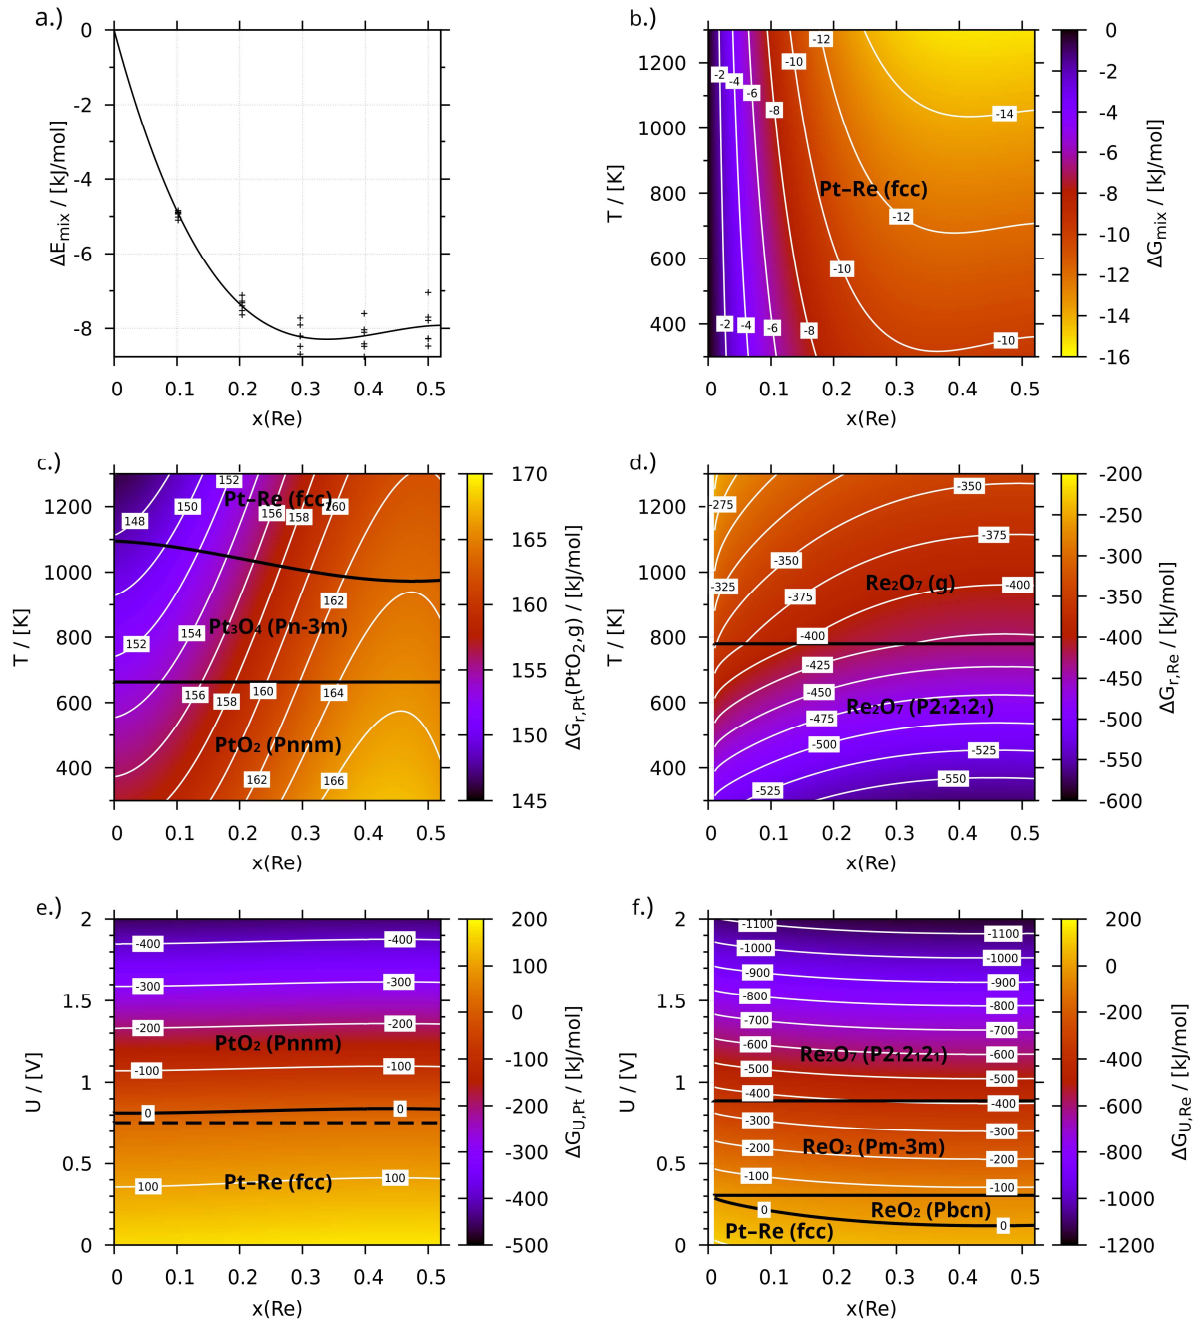 a.)
0
-2
-4
-6
-8
ΔE_mix / [kJ/mol]
0 0.1 0.2 0.3 0.4 0.5
x(Re)
b.)
1200
1000
800
600
400
T / [K]
-2 -4 -6 -8 -10 -12
-14
Pt–Re (fcc)
-12
-10
-2 -4 -6 -8 -10
0 0.1 0.2 0.3 0.4 0.5
x(Re)
0
-2
-4
-6
-8
-10
-12
-14
-16
ΔG_mix / [kJ/mol]
c.)
1200
1000
800
600
400
T / [K]
152
Pt–Re (fcc)
148 150 156 158 160
162
154 Pt₃O₄ (Pn-3m)
152
156 158 160 164
PtO₂ (Pnnm)
162 166
0 0.1 0.2 0.3 0.4 0.5
x(Re)
170
165
160
155
150
145
ΔG_r,Pt(PtO₂,g) / [kJ/mol]
d.)
1200
1000
800
600
400
T / [K]
-350
-275
-375
-350
-325 -375 Re₂O₇ (g) -400
-400
-425
-450
-475 Re₂O₇ (P2₁2₁2₁)
-500 -525
-525 -550
0 0.1 0.2 0.3 0.4 0.5
x(Re)
-200
-250
-300
-350
-400
-450
-500
-550
-600
ΔG_r,Re / [kJ/mol]
e.)
2
1.5
1
0.5
0
U / [V]
-400 -400
-300 -300
-200 -200
PtO₂ (Pnnm)
-100 -100
0 0
100 Pt–Re (fcc) 100
0 0.1 0.2 0.3 0.4 0.5
x(Re)
200
100
0
-100
-200
-300
-400
-500
ΔG_U,Pt / [kJ/mol]
f.)
2
1.5
1
0.5
0
U / [V]
-1100 -1100
-1000 -1000
-900 -900
-800 -800
-700 -700
-600 Re₂O₇ (P2₁2₁2₁) -600
-500 -500
-400 -400
-300 -300
-200 ReO₃ (Pm-3m) -200
-100 -100
0 ReO₂ (Pbcn) 0
Pt–Re (fcc)
0 0.1 0.2 0.3 0.4 0.5
x(Re)
200
0
-200
-400
-600
-800
-1000
-1200
ΔG_U,Re / [kJ/mol]